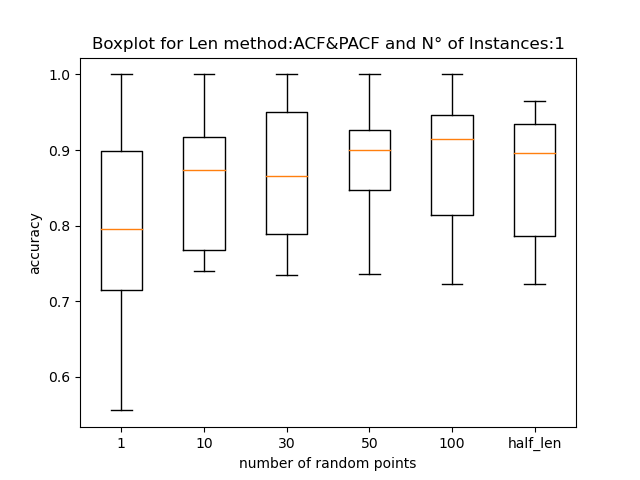 Boxplot for Len method:ACF&PACF and N° of Instances:1
1.0
0.9
0.8
0.7
0.6
accuracy
1 10 30 50 100 half_len
number of random points